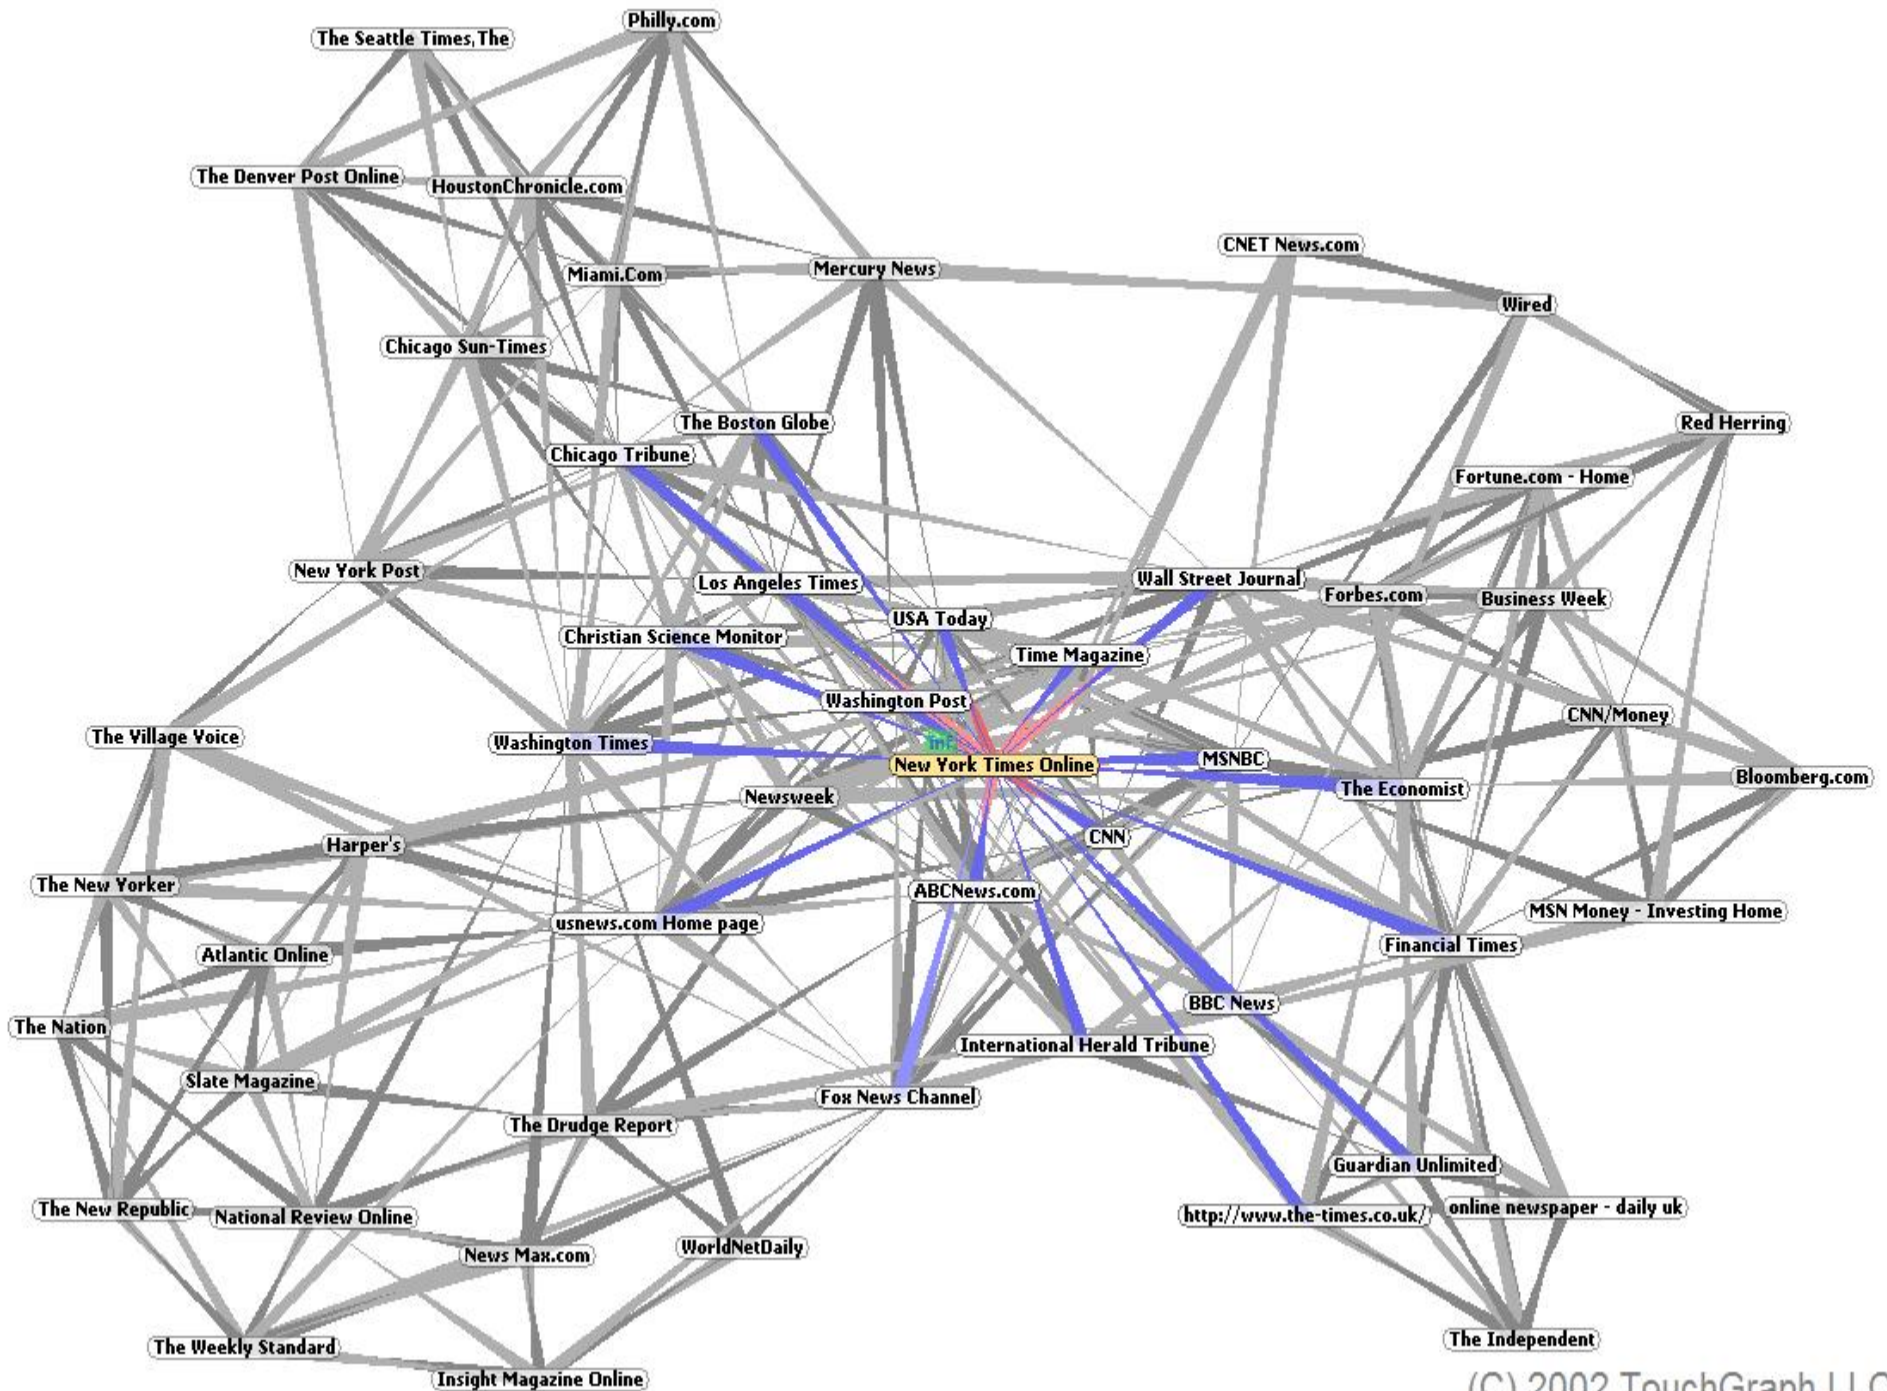 Philly.com
The Seattle Times,The
The Denver Post Online
HoustonChronicle.com
CNET News.com
Miami.Com
Mercury News
Wired
Chicago Sun-Times
The Boston Globe
Red Herring
Chicago Tribune
Fortune.com - Home
New York Post
Los Angeles Times
Wall Street Journal
Forbes.com
Business Week
USA Today
Christian Science Monitor
Time Magazine
Washington Post
CNN/Money
The Village Voice
Washington Times
inf
New York Times Online
MSNBC
Bloomberg.com
Newsweek
The Economist
CNN
Harper's
The New Yorker
ABCNews.com
MSN Money - Investing Home
usnews.com Home page
Financial Times
Atlantic Online
BBC News
The Nation
International Herald Tribune
Slate Magazine
Fox News Channel
The Drudge Report
Guardian Unlimited
The New Republic
National Review Online
http://www.the-times.co.uk/
online newspaper - daily uk
News Max.com
WorldNetDaily
The Independent
The Weekly Standard
Insight Magazine Online
(C) 2002 TouchGraph LLC